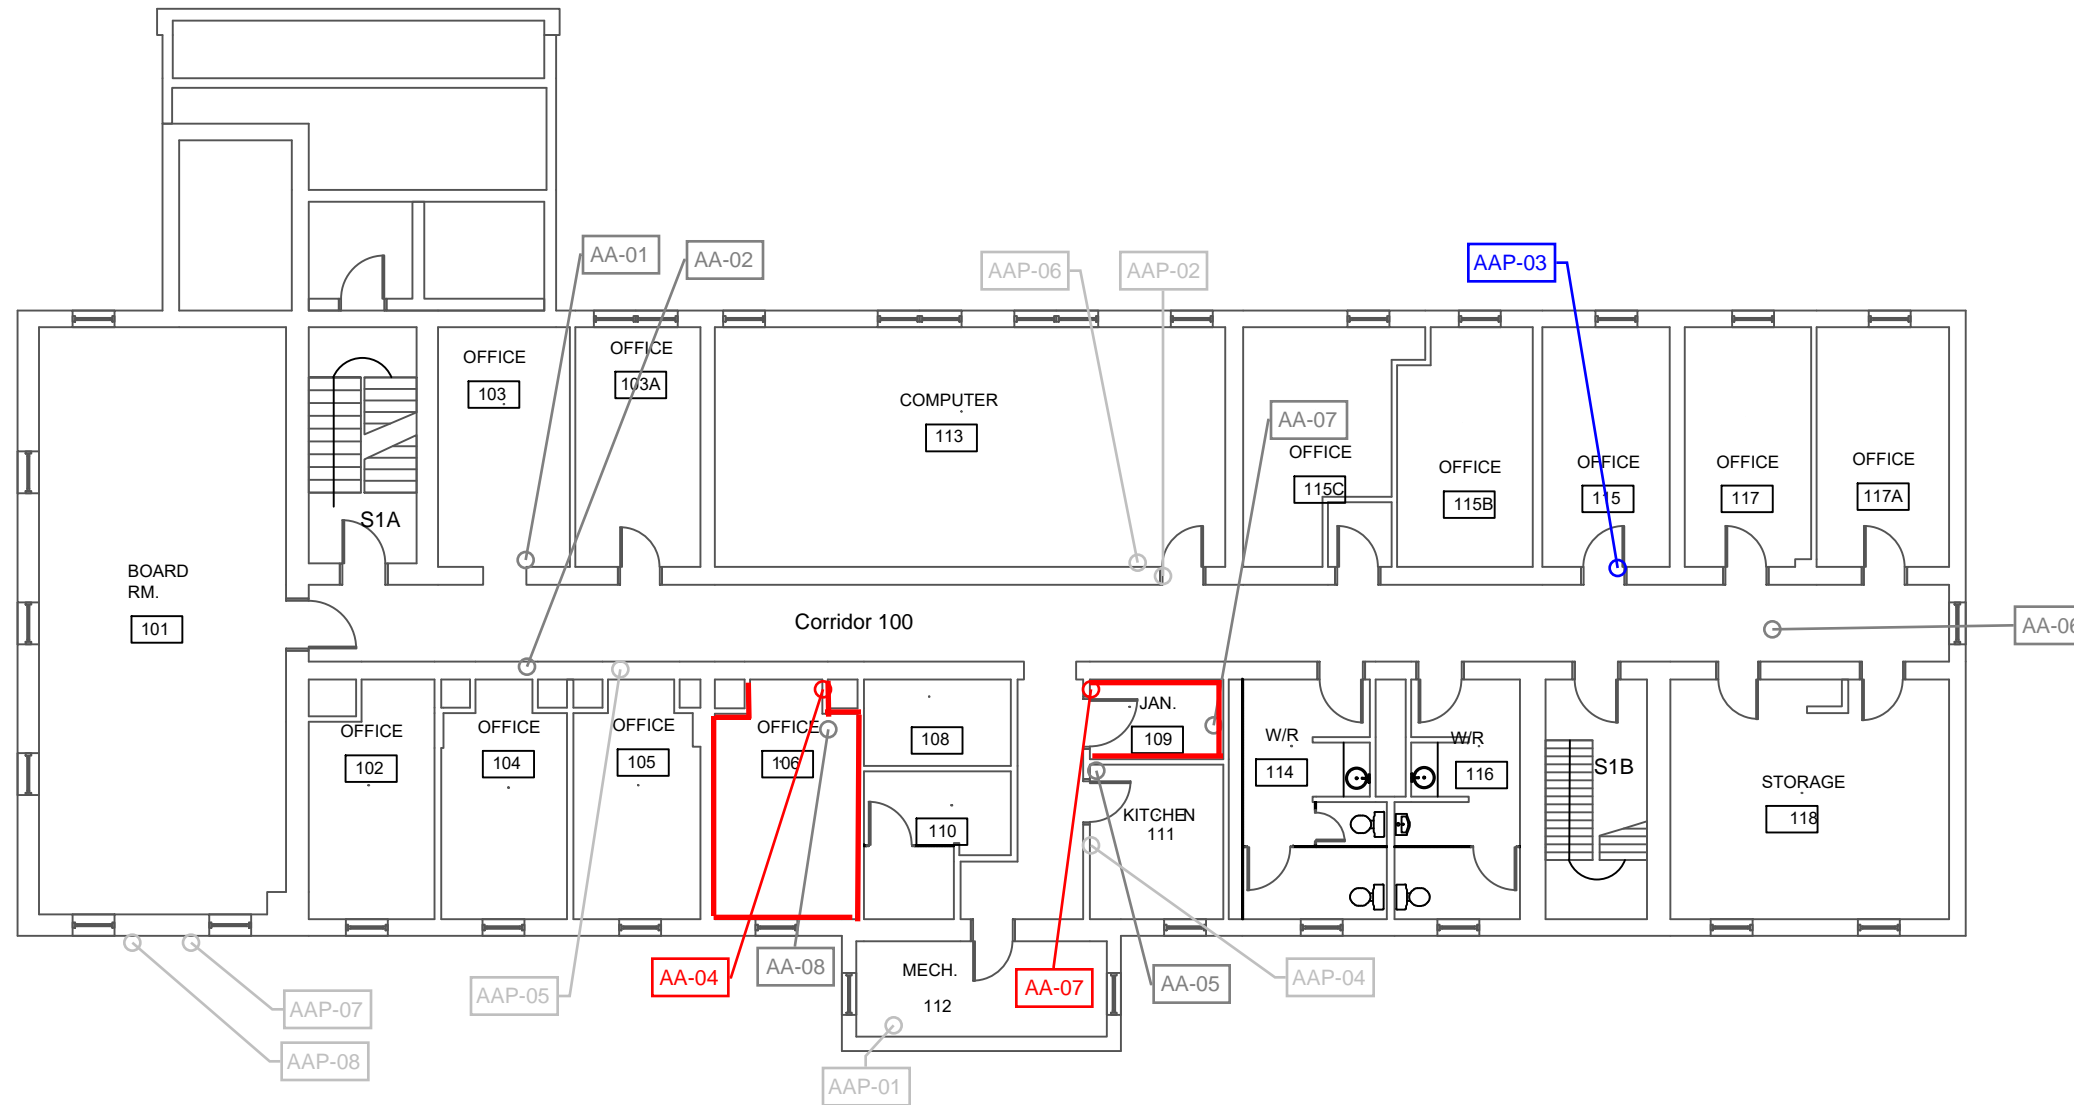 AA-01
AA-02
AAP-06
AAP-02
AAP-03
OFFICE
103
OFFICE
103A
COMPUTER
113
AA-07
OFFICE
115C
OFFICE
115B
OFFICE
115
OFFICE
117
OFFICE
117A
S1A
BOARD
RM.
101
Corridor 100
AA-06
OFFICE
102
OFFICE
104
OFFICE
105
OFFICE
106
108
110
JAN.
109
KITCHEN
111
W/R
114
W/R
116
S1B
STORAGE
118
MECH.
112
AAP-07
AAP-08
AAP-05
AA-04
AA-08
AAP-01
AA-07
AA-05
AAP-04